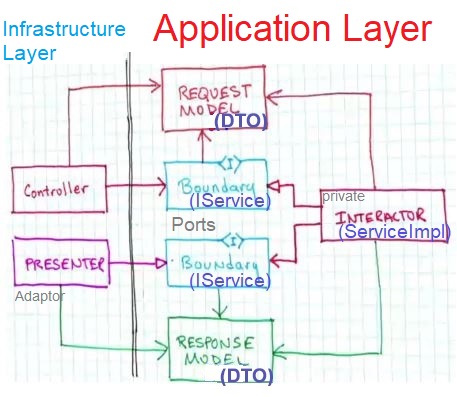 Infrastructure
Layer
Application Layer
REQUEST
MODEL
(DTO)
<I>
Controller
Boundary
(IService)
private
INTERACTOR
(ServiceImpl)
Ports
<I>
PRESENTER
Boundary
(IService)
Adaptor
RESPONSE
MODEL
(DTO)